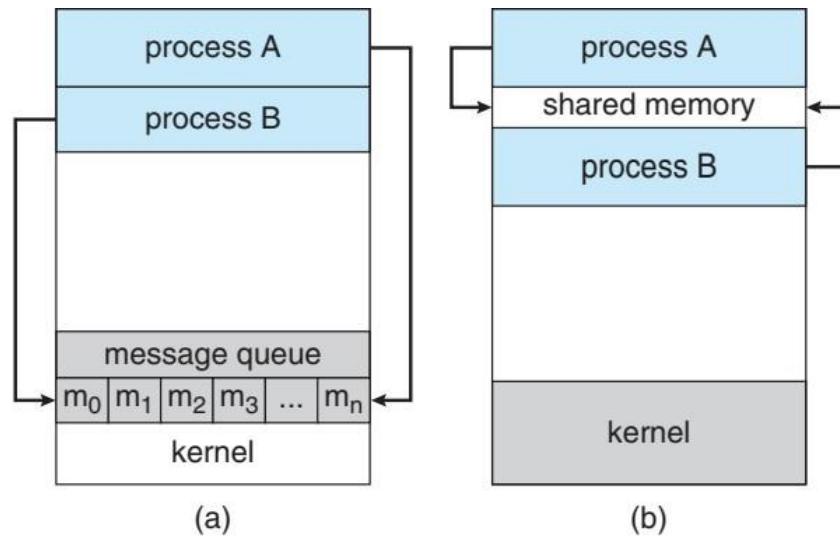 process A
process B
message queue
m₀ m₁ m₂ m₃ ... mₙ
kernel
(a)
process A
shared memory
process B
kernel
(b)